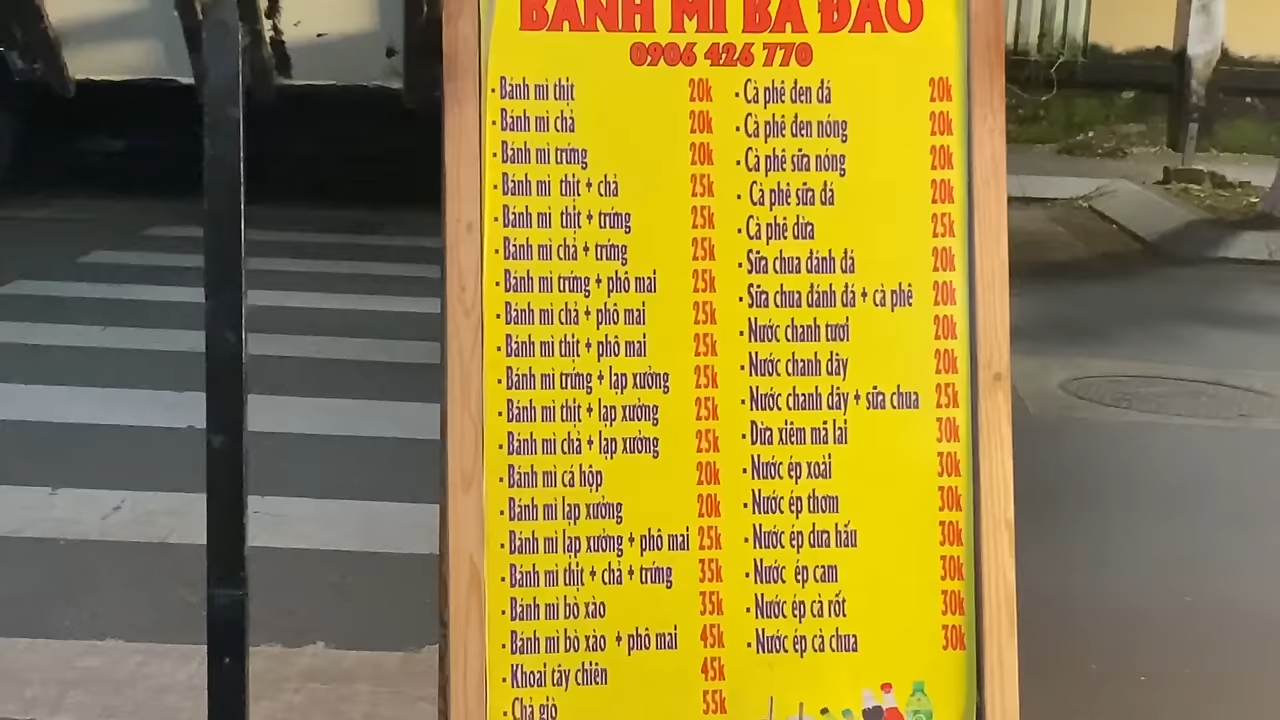 BÁNH MÌ BÀ ĐÀO
0906 426 770
- Bánh mì thịt 20k
- Bánh mì chả 20k
- Bánh mì trứng 20k
- Bánh mì thịt + chả 25k
- Bánh mì thịt + trứng 25k
- Bánh mì chả + trứng 25k
- Bánh mì trứng + phô mai 25k
- Bánh mì chả + phô mai 25k
- Bánh mì thịt + phô mai 25k
- Bánh mì trứng + lạp xưởng 25k
- Bánh mì thịt + lạp xưởng 25k
- Bánh mì chả + lạp xưởng 25k
- Bánh mì cá hộp 20k
- Bánh mì lạp xưởng 20k
- Bánh mì lạp xưởng + phô mai 25k
- Bánh mì thịt + chả + trứng 35k
- Bánh mì bò xào 35k
- Bánh mì bò xào + phô mai 45k
- Khoai tây chiên 45k
- Chả giò 55k
- Cà phê đen đá 20k
- Cà phê đen nóng 20k
- Cà phê sữa nóng 20k
- Cà phê sữa đá 20k
- Cà phê dừa 25k
- Sữa chua đánh đá 20k
- Sữa chua đánh đá + cà phê 20k
- Nước chanh tươi 20k
- Nước chanh dây 20k
- Nước chanh dây + sữa chua 25k
- Dừa xiêm mã lai 30k
- Nước ép xoài 30k
- Nước ép thơm 30k
- Nước ép dưa hấu 30k
- Nước ép cam 30k
- Nước ép cà rốt 30k
- Nước ép cà chua 30k